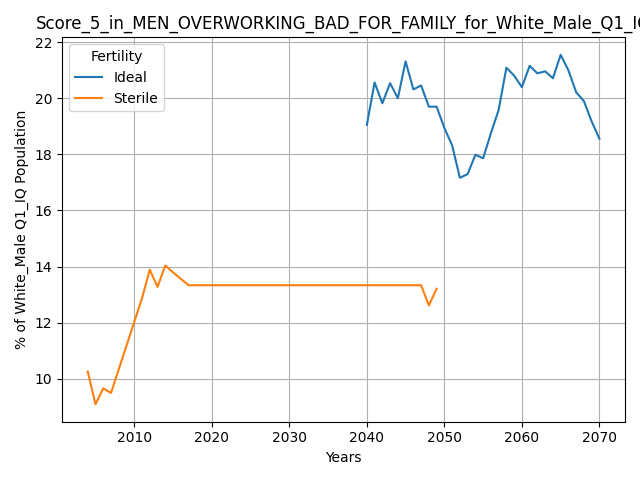 Score_5_in_MEN_OVERWORKING_BAD_FOR_FAMILY_for_White_Male_Q1_IQ
Fertility
Ideal
Sterile
% of White_Male Q1_IQ Population
22
20
18
16
14
12
10
2010 2020 2030 2040 2050 2060 2070
Years